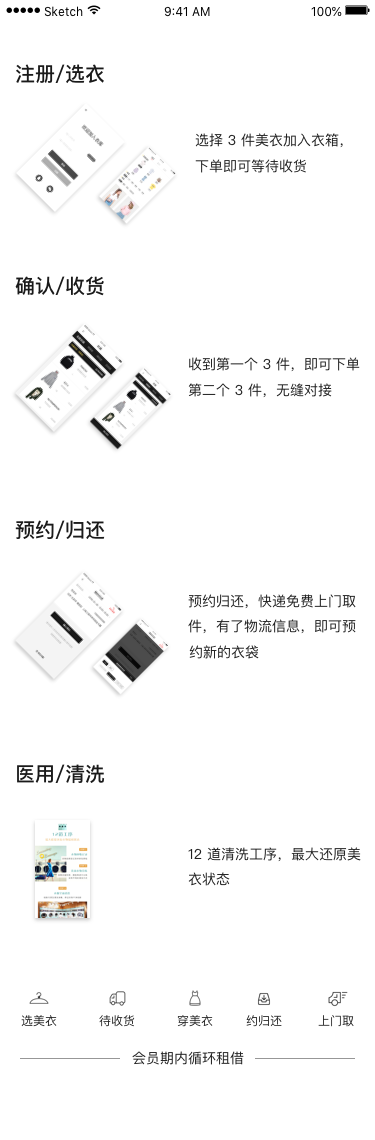 Sketch 9:41 AM 100%
注册/选衣
选择 3 件美衣加入衣箱，
下单即可等待收货
确认/收货
收到第一个 3 件，即可下单
第二个 3 件，无缝对接
预约/归还
预约归还，快递免费上门取
件，有了物流信息，即可预
约新的衣袋
医用/清洗
12 道清洗工序，最大还原美
衣状态
选美衣 待收货 穿美衣 约归还 上门取
会员期内循环租借